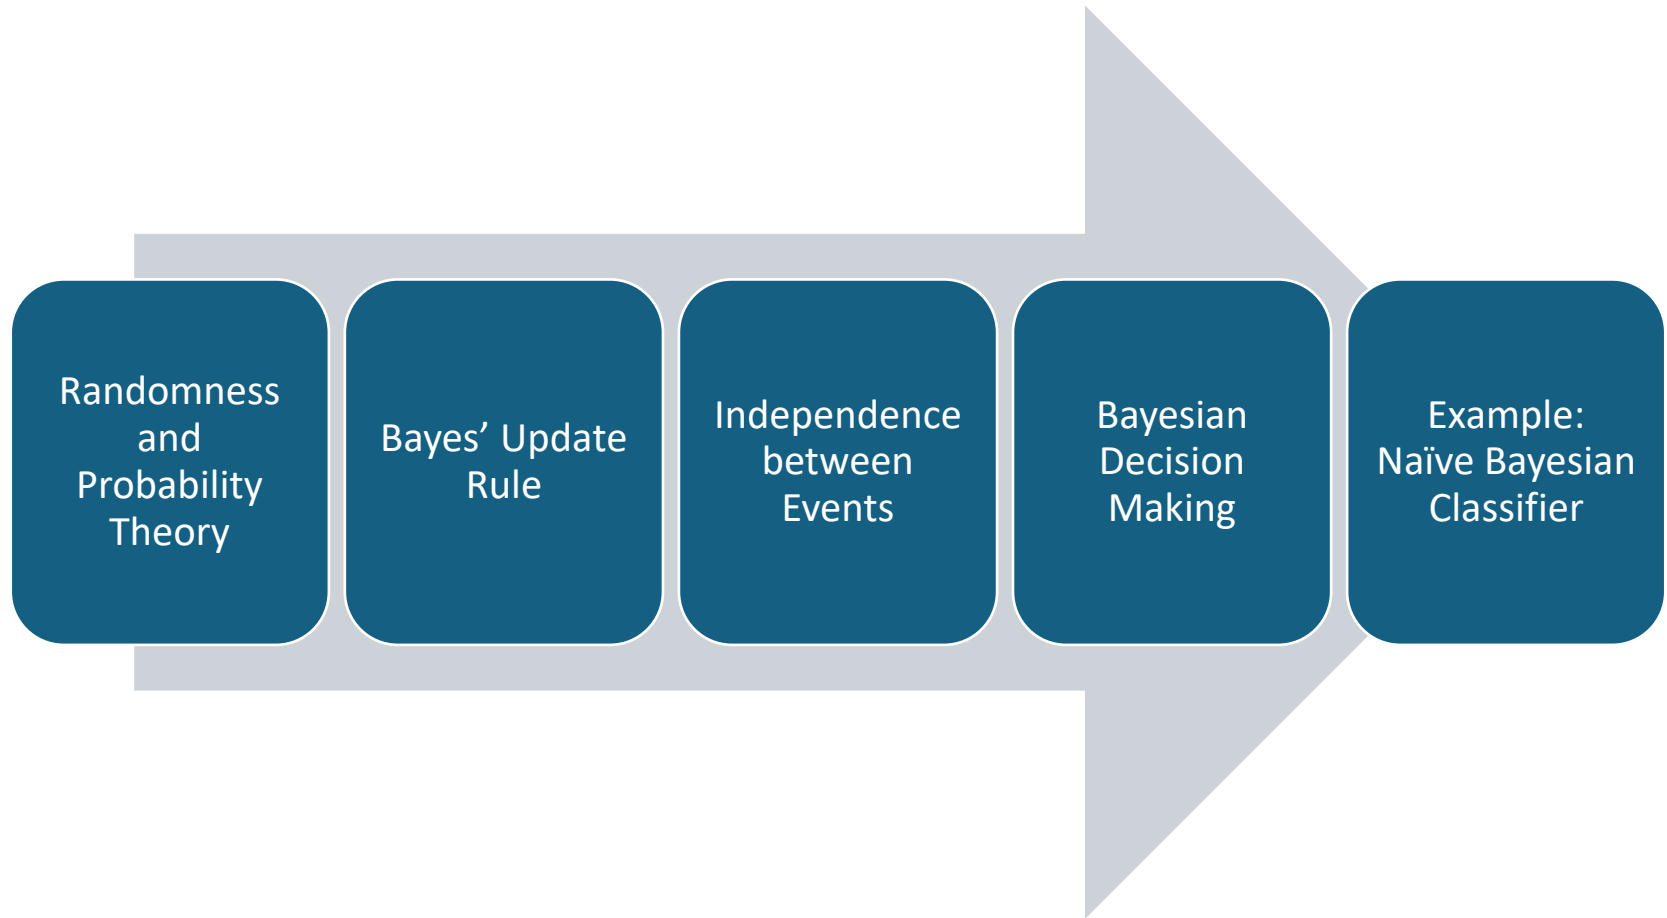 Randomness
and
Probability
Theory
Bayes’ Update
Rule
Independence
between
Events
Bayesian
Decision
Making
Example:
Naïve Bayesian
Classifier